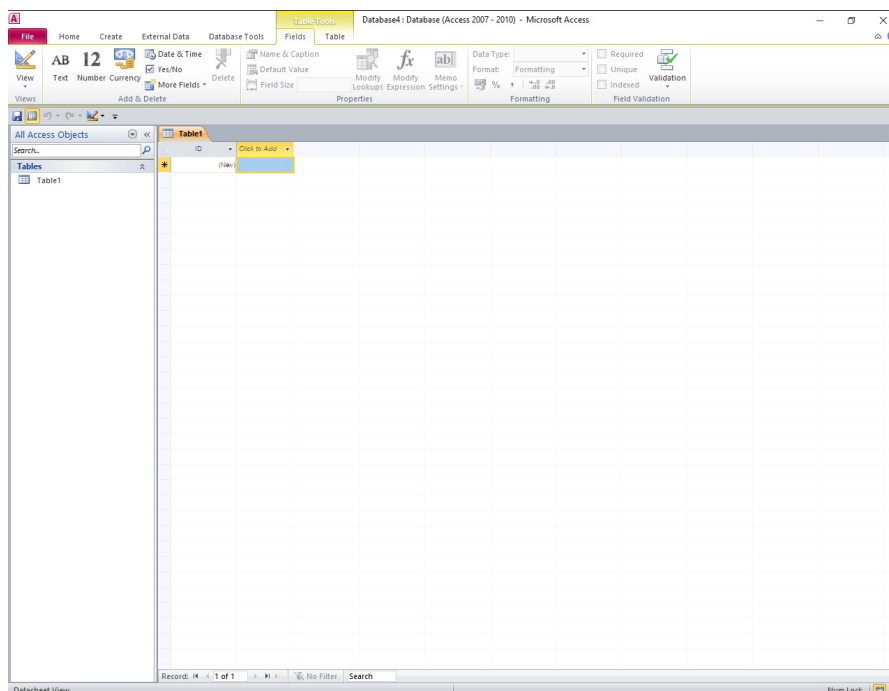 A
Table Tools
Database4 : Database (Access 2007 - 2010) - Microsoft Access
File Home Create External Data Database Tools Fields Table
View
Views
AB
Text
12
Number
Currency
Date & Time
Yes/No
More Fields
Delete
Add & Delete
Name & Caption
Default Value
Field Size
Modify Lookups
fx
Modify Expression
ab
Memo Settings
Properties
Data Type:
Format: Formatting
% , .00 .00
Formatting
Required
Unique
Indexed
Validation
Field Validation
All Access Objects
Search...
Tables
Table1
Table1
ID Click to Add
(New)
Record: 1 of 1 No Filter Search
Datasheet View Num Lock